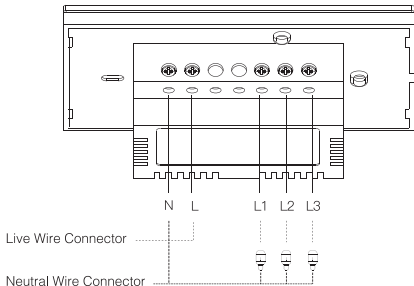 N L L1 L2 L3
Live Wire Connector
Neutral Wire Connector